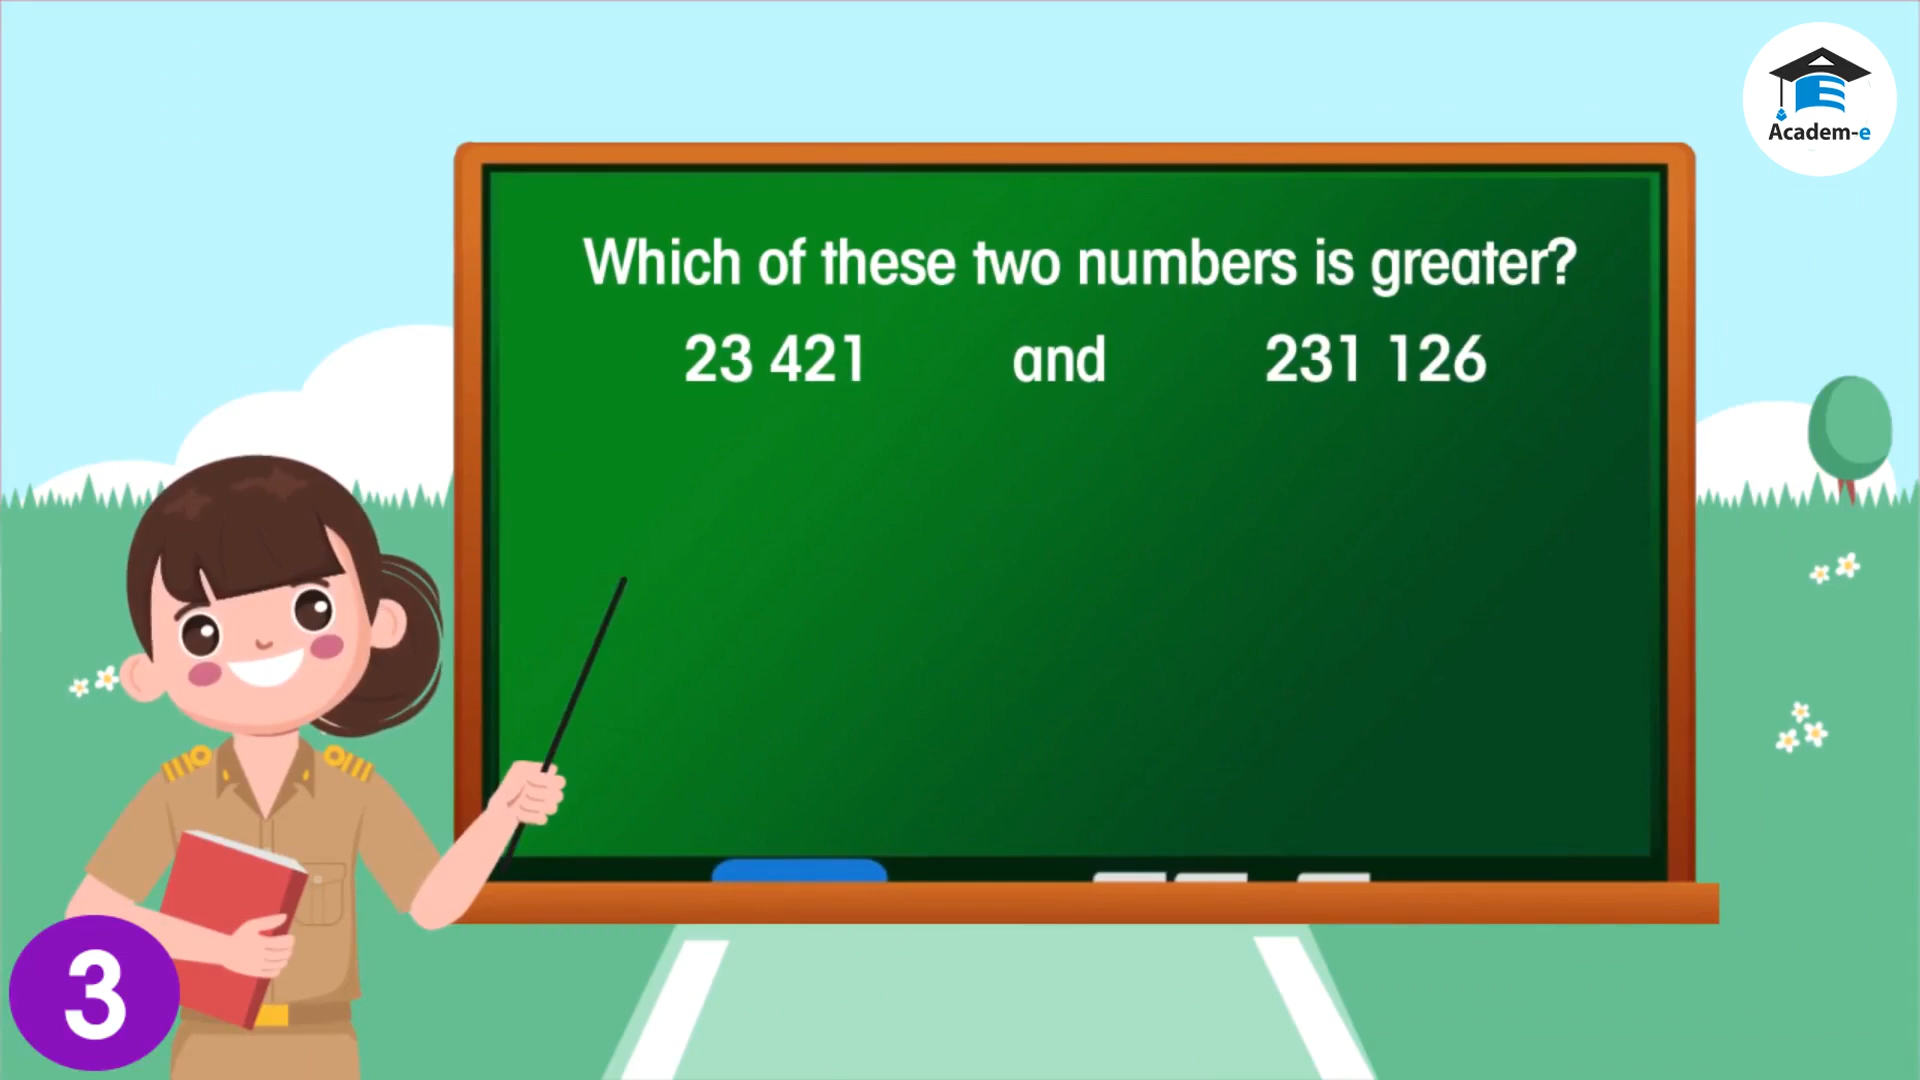 Academ-e
Which of these two numbers is greater?
23 421 and 231 126
3